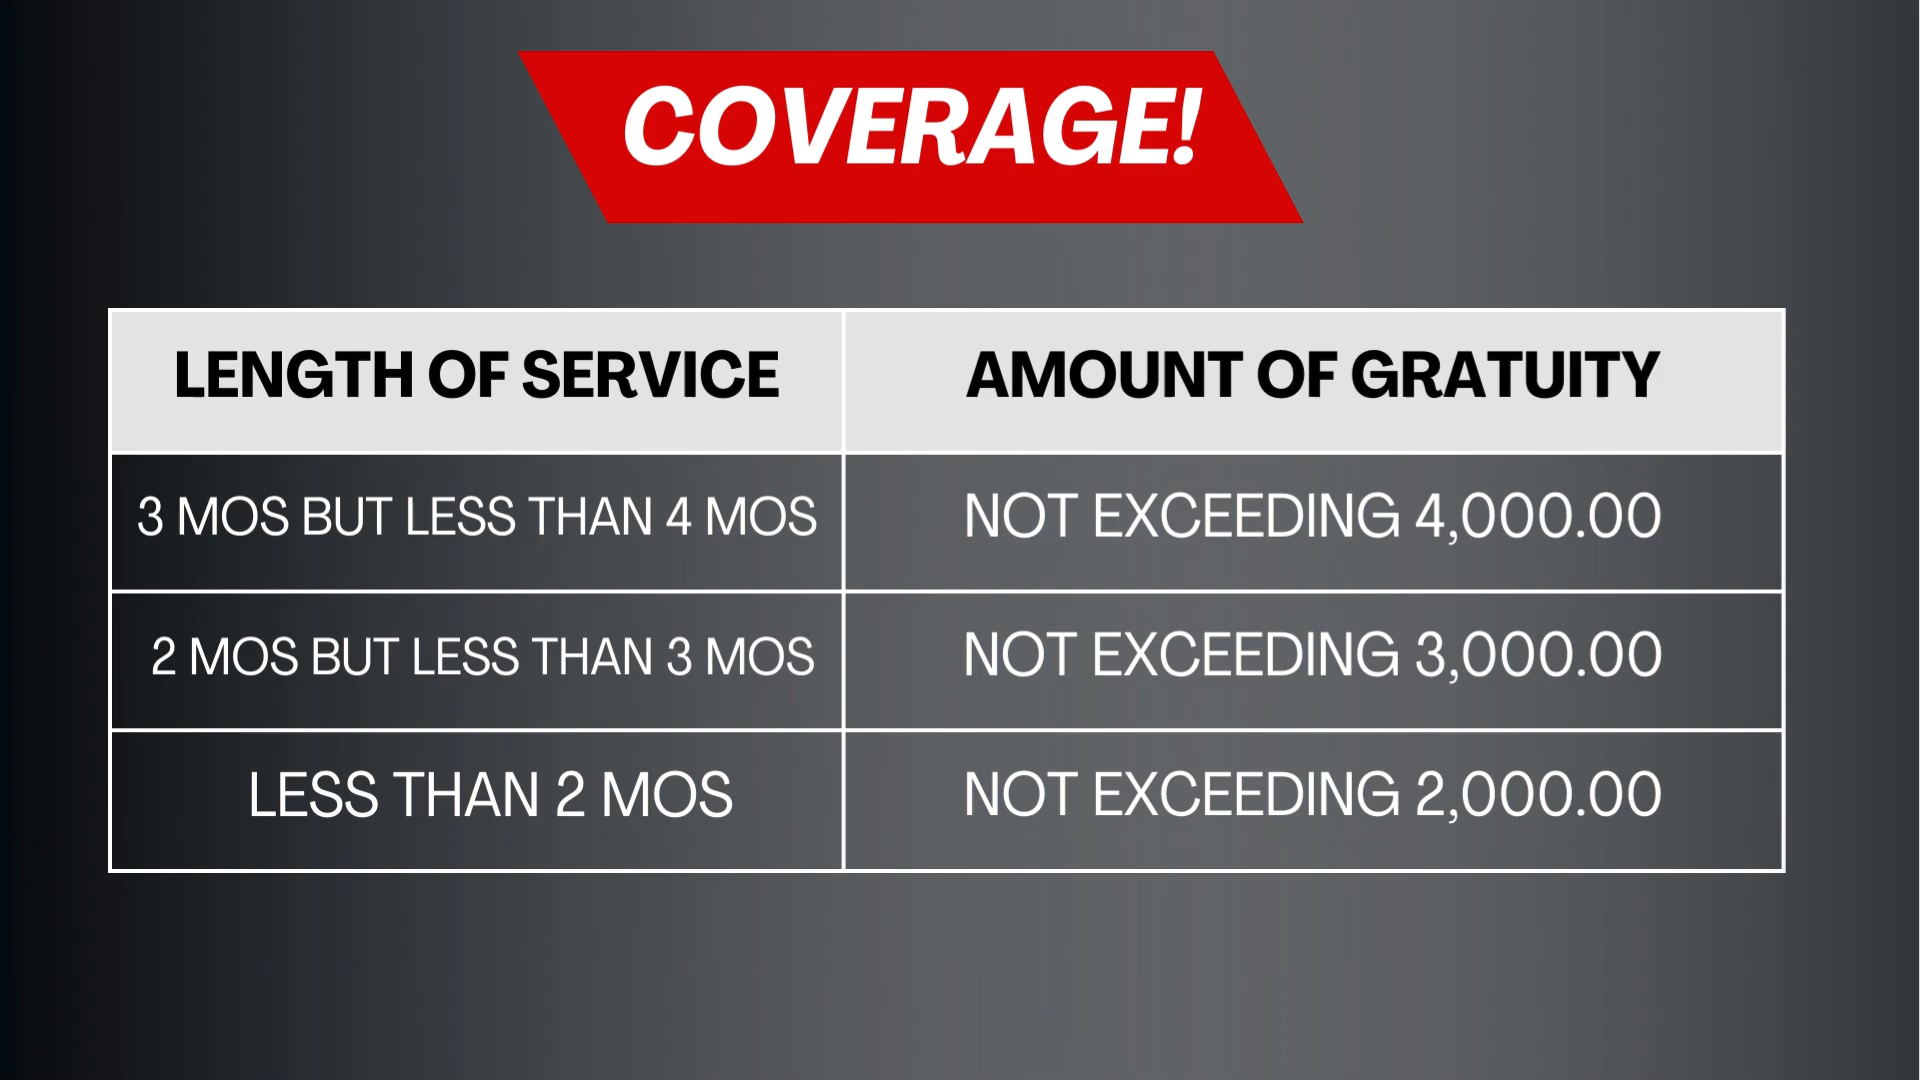 COVERAGE!
LENGTH OF SERVICE
AMOUNT OF GRATUITY
3 MOS BUT LESS THAN 4 MOS
NOT EXCEEDING 4,000.00
2 MOS BUT LESS THAN 3 MOS
NOT EXCEEDING 3,000.00
LESS THAN 2 MOS
NOT EXCEEDING 2,000.00